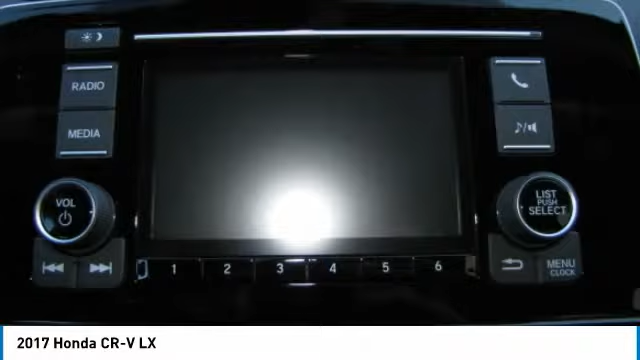 RADIO
MEDIA
VOL
LIST
PUSH
SELECT
1 2 3 4 5 6
MENU
CLOCK
2017 Honda CR-V LX